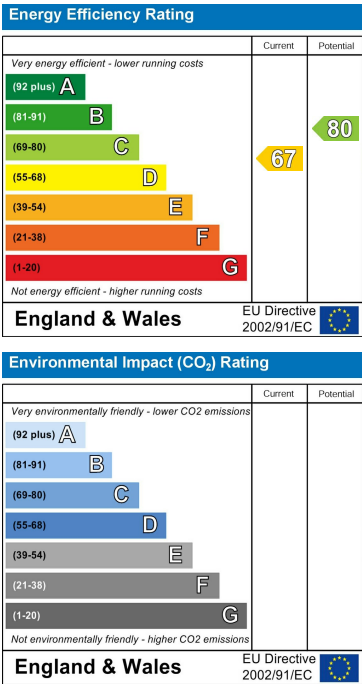 Energy Efficiency Rating
Current Potential
Very energy efficient - lower running costs
(92 plus) A
(81-91) B
(69-80) C
(55-68) D
(39-54) E
(21-38) F
(1-20) G
67
80
Not energy efficient - higher running costs
England & Wales
EU Directive
2002/91/EC
Environmental Impact (CO₂) Rating
Current Potential
Very environmentally friendly - lower CO2 emissions
(92 plus) A
(81-91) B
(69-80) C
(55-68) D
(39-54) E
(21-38) F
(1-20) G
Not environmentally friendly - higher CO2 emissions
England & Wales
EU Directive
2002/91/EC